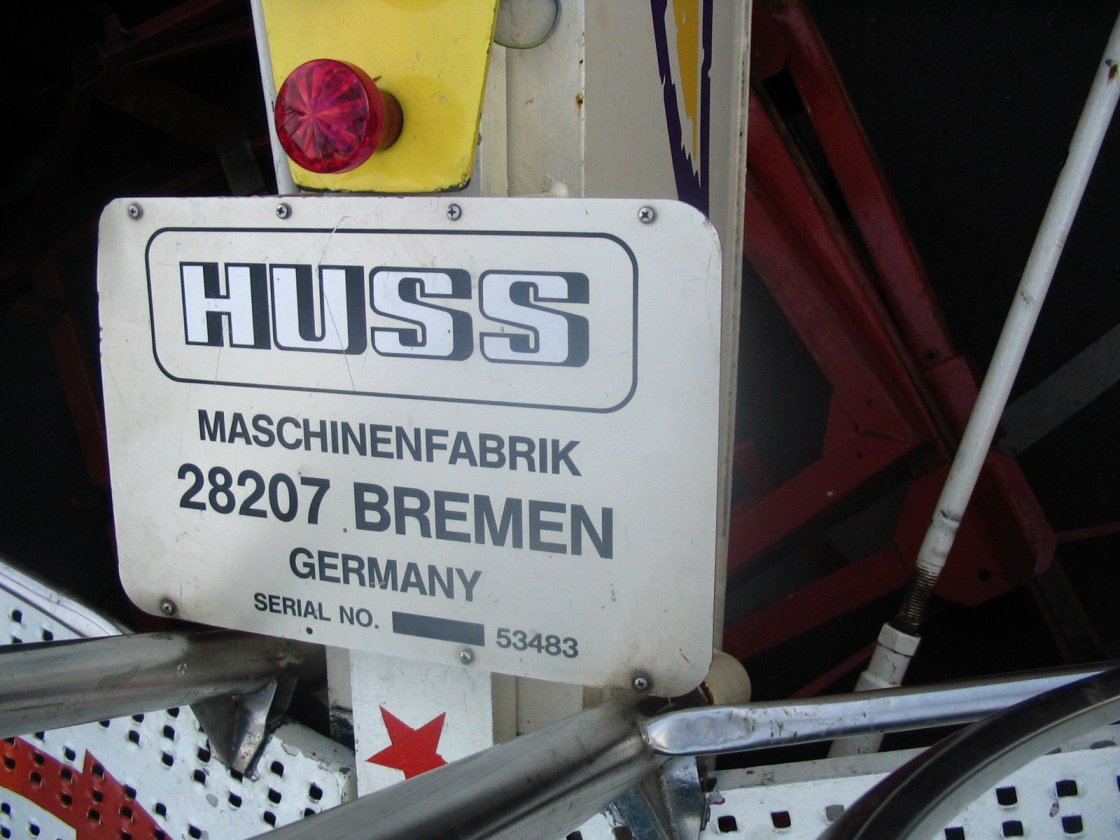 HUSS
MASCHINENFABRIK
28207 BREMEN
GERMANY
SERIAL NO. 53483